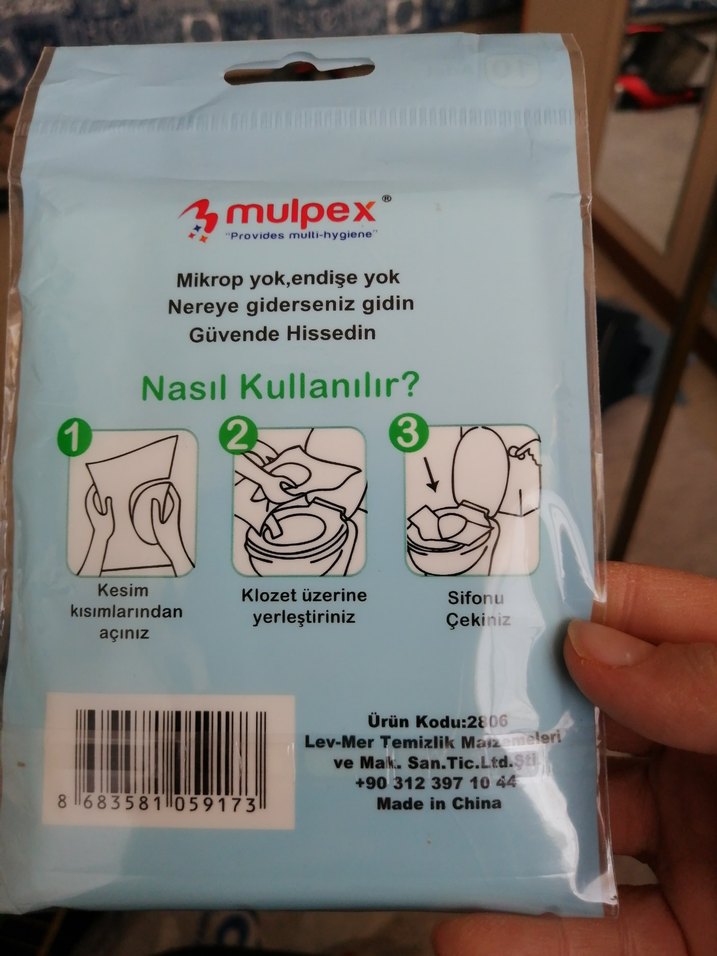 mulpex®
"Provides multi-hygiene"
Mikrop yok,endişe yok
Nereye giderseniz gidin
Güvende Hissedin
Nasıl Kullanılır?
1
2
3
Kesim
kısımlarından
açınız
Klozet üzerine
yerleştiriniz
Sifonu
Çekiniz
8 683581 059173
Ürün Kodu:2806
Lev-Mer Temizlik Malzemeleri
ve Mak. San.Tic.Ltd.Şti.
+90 312 397 10 44
Made in China